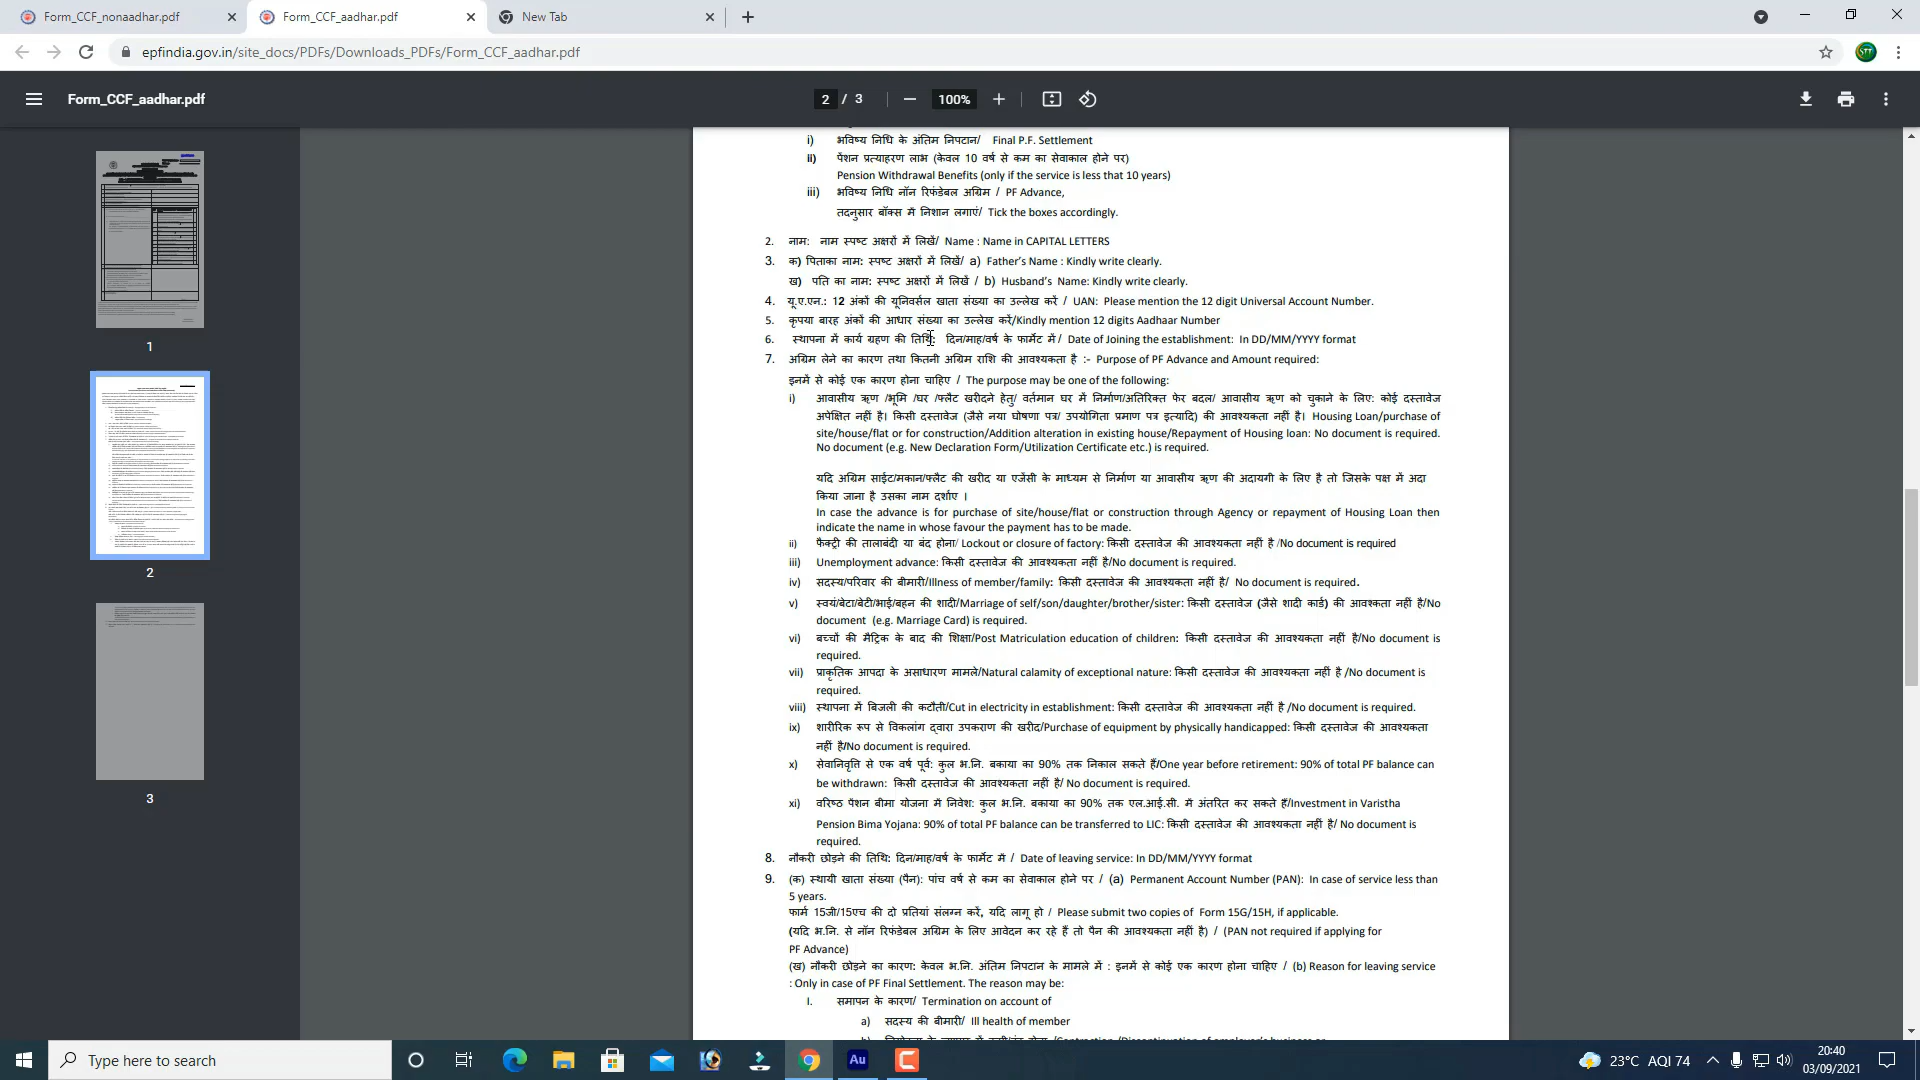 Form_CCF_nonaadhar.pdf
Form_CCF_aadhar.pdf
New Tab
epfindia.gov.in/site_docs/PDFs/Downloads_PDFs/Form_CCF_aadhar.pdf
Form_CCF_aadhar.pdf
2 / 3
100%
i) भविष्य निधि के अंतिम निपटान/ Final P.F. Settlement
ii) पेंशन प्रत्याहरण लाभ (केवल 10 वर्ष से कम का सेवाकाल होने पर)
Pension Withdrawal Benefits (only if the service is less that 10 years)
iii) भविष्य निधि नॉन रिफंडेबल अग्रिम / PF Advance,
तदनुसार बॉक्स में निशान लगाएं/ Tick the boxes accordingly.
2. नाम: नाम स्पष्ट अक्षरों में लिखें/ Name : Name in CAPITAL LETTERS
3. क) पिताका नाम: स्पष्ट अक्षरों में लिखें/ a) Father's Name : Kindly write clearly.
ख) पति का नाम: स्पष्ट अक्षरों में लिखें / b) Husband's Name: Kindly write clearly.
4. यू.ए.एन.: 12 अंकों की यूनिवर्सल खाता संख्या का उल्लेख करें / UAN: Please mention the 12 digit Universal Account Number.
5. कृपया बारह अंकों की आधार संख्या का उल्लेख करें/Kindly mention 12 digits Aadhaar Number
6. स्थापना में कार्य ग्रहण की तिथि: दिन/माह/वर्ष के फार्मेट में/ Date of Joining the establishment: In DD/MM/YYYY format
7. अग्रिम लेने का कारण तथा कितनी अग्रिम राशि की आवश्यकता है :- Purpose of PF Advance and Amount required:
इनमें से कोई एक कारण होना चाहिए / The purpose may be one of the following:
i) आवासीय ऋण /भूमि /घर /फ्लैट खरीदने हेतु/ वर्तमान घर में निर्माण/अतिरिक्त फेर बदल/ आवासीय ऋण को चुकाने के लिए: कोई दस्तावेज
अपेक्षित नहीं है। किसी दस्तावेज (जैसे नया घोषणा पत्र/ उपयोगिता प्रमाण पत्र इत्यादि) की आवश्यकता नहीं है। Housing Loan/purchase of
site/house/flat or for construction/Addition alteration in existing house/Repayment of Housing loan: No document is required.
No document (e.g. New Declaration Form/Utilization Certificate etc.) is required.
यदि अग्रिम साईट/मकान/फ्लैट की खरीद या एजेंसी के माध्यम से निर्माण या आवासीय ऋण की अदायगी के लिए है तो जिसके पक्ष में अदा
किया जाना है उसका नाम दर्शाए ।
In case the advance is for purchase of site/house/flat or construction through Agency or repayment of Housing Loan then
indicate the name in whose favour the payment has to be made.
ii) फैक्ट्री की तालाबंदी या बंद होना/ Lockout or closure of factory: किसी दस्तावेज की आवश्यकता नहीं है /No document is required
iii) Unemployment advance: किसी दस्तावेज की आवश्यकता नहीं है/No document is required.
iv) सदस्य/परिवार की बीमारी/Illness of member/family: किसी दस्तावेज की आवश्यकता नहीं है/ No document is required.
v) स्वयं/बेटा/बेटी/भाई/बहन की शादी/Marriage of self/son/daughter/brother/sister: किसी दस्तावेज (जैसे शादी कार्ड) की आवश्कता नहीं है/No
document (e.g. Marriage Card) is required.
vi) बच्चों की मैट्रिक के बाद की शिक्षा/Post Matriculation education of children: किसी दस्तावेज की आवश्यकता नहीं है/No document is
required.
vii) प्राकृतिक आपदा के असाधारण मामले/Natural calamity of exceptional nature: किसी दस्तावेज की आवश्यकता नहीं है /No document is
required.
viii) स्थापना में बिजली की कटौती/Cut in electricity in establishment: किसी दस्तावेज की आवश्यकता नहीं है /No document is required.
ix) शारीरिक रूप से विकलांग द्वारा उपकराण की खरीद/Purchase of equipment by physically handicapped: किसी दस्तावेज की आवश्यकता
नहीं है/No document is required.
x) सेवानिवृत्ति से एक वर्ष पूर्व: कुल भ.नि. बकाया का 90% तक निकाल सकते हैं/One year before retirement: 90% of total PF balance can
be withdrawn: किसी दस्तावेज की आवश्यकता नहीं है/ No document is required.
xi) वरिष्ठ पेंशन बीमा योजना में निवेश: कुल भ.नि. बकाया का 90% तक एल.आई.सी. में अंतरित कर सकते हैं/Investment in Varistha
Pension Bima Yojana: 90% of total PF balance can be transferred to LIC: किसी दस्तावेज की आवश्यकता नहीं है/ No document is
required.
8. नौकरी छोड़ने की तिथि: दिन/माह/वर्ष के फार्मेट में / Date of leaving service: In DD/MM/YYYY format
9. (क) स्थायी खाता संख्या (पैन): पांच वर्ष से कम का सेवाकाल होने पर / (a) Permanent Account Number (PAN): In case of service less than
5 years.
फार्म 15जी/15एच की दो प्रतियां संलग्न करें, यदि लागू हो / Please submit two copies of Form 15G/15H, if applicable.
(यदि भ.नि. से नॉन रिफंडेबल अग्रिम के लिए आवेदन कर रहे हैं तो पैन की आवश्यकता नहीं है) / (PAN not required if applying for
PF Advance)
(ख) नौकरी छोड़ने का कारण: केवल भ.नि. अंतिम निपटान के मामले में : इनमें से कोई एक कारण होना चाहिए / (b) Reason for leaving service
: Only in case of PF Final Settlement. The reason may be:
I. समापन के कारण/ Termination on account of
a) सदस्य की बीमारी/ Ill health of member
1
2
3
Type here to search
Au
23°C AQI 74
20:40
03/09/2021